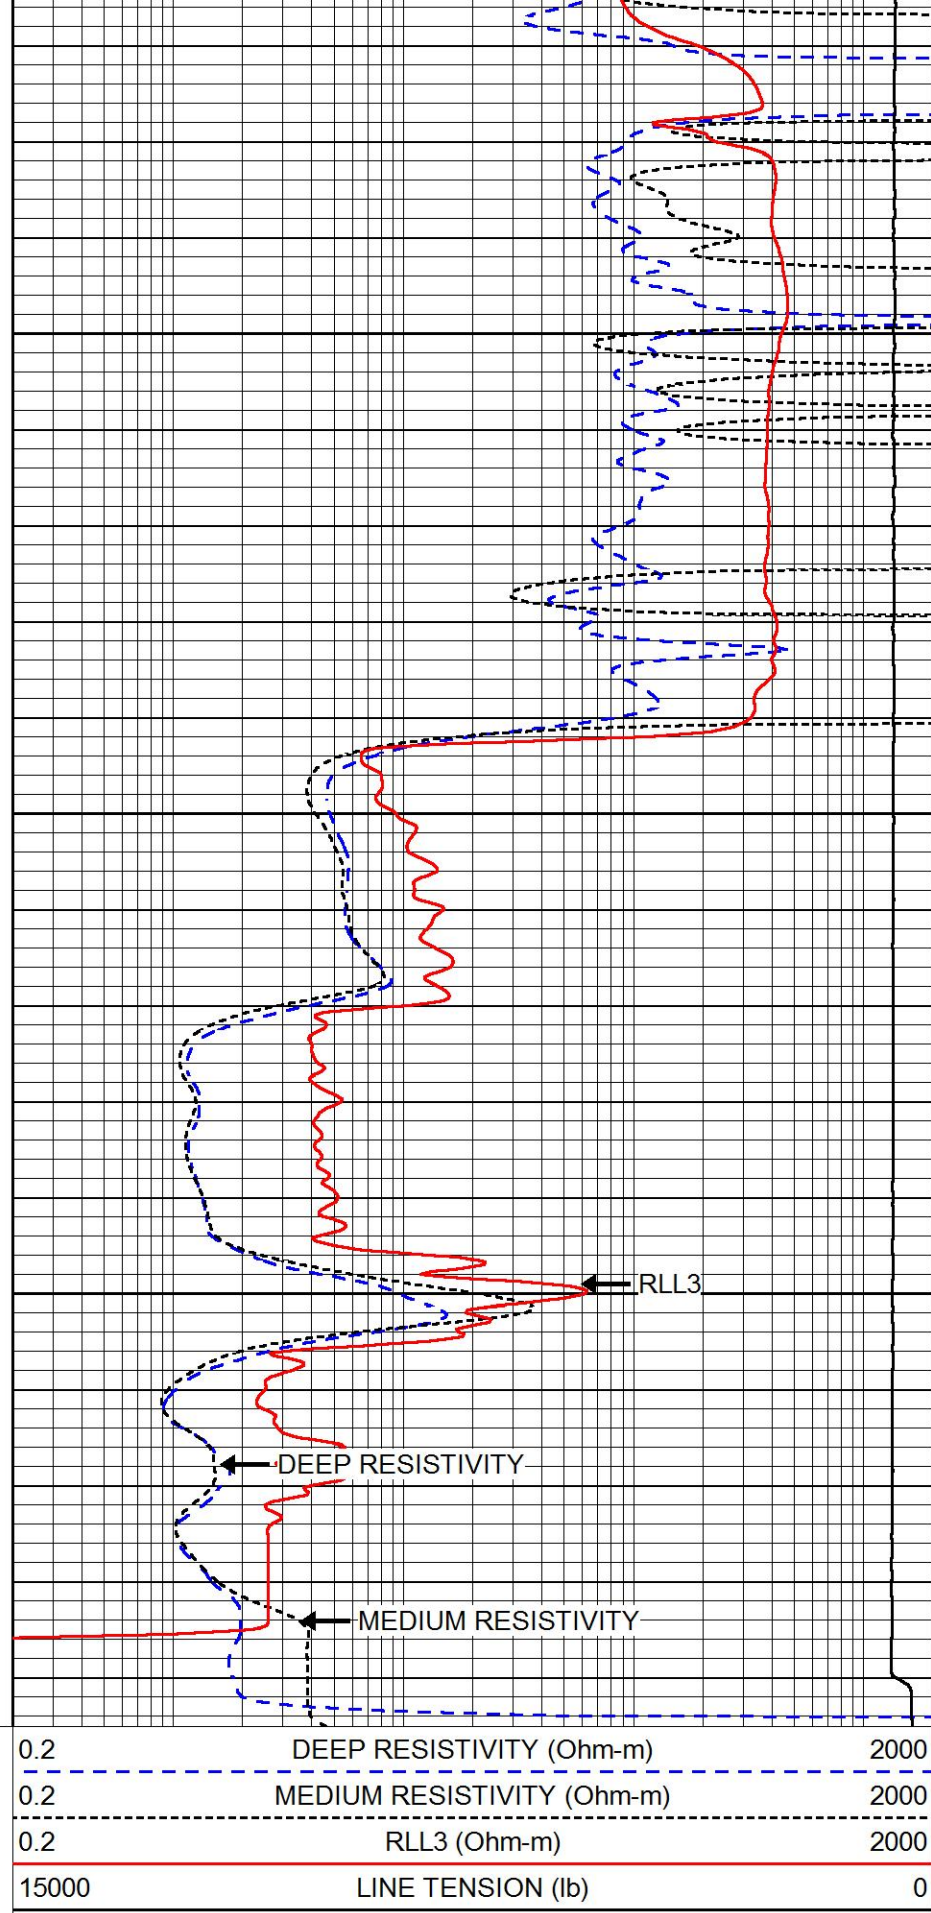 RLL3
DEEP RESISTIVITY
MEDIUM RESISTIVITY
0.2 DEEP RESISTIVITY (Ohm-m) 2000
0.2 MEDIUM RESISTIVITY (Ohm-m) 2000
0.2 RLL3 (Ohm-m) 2000
15000 LINE TENSION (lb) 0